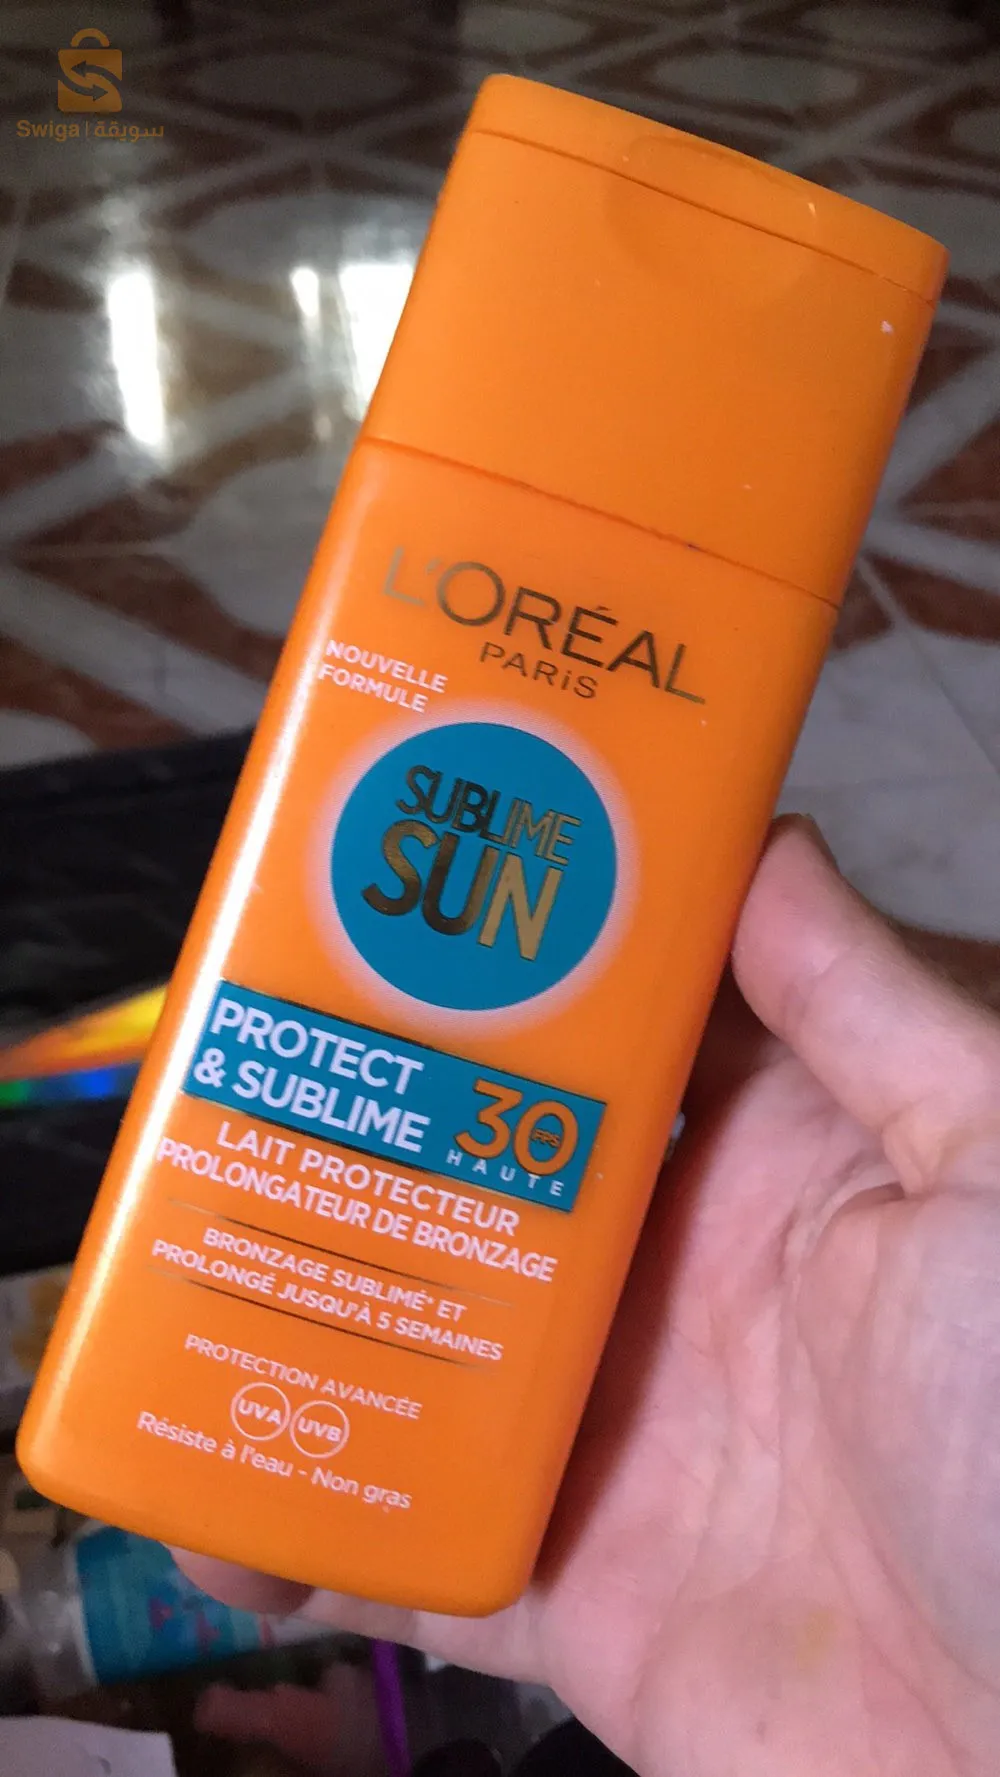 Swiga | سويقة
L'ORÉAL
PARiS
NOUVELLE
FORMULE
SUBLIME
SUN
PROTECT
& SUBLIME
30
FPS
HAUTE
LAIT PROTECTEUR
PROLONGATEUR DE BRONZAGE
BRONZAGE SUBLIMÉ* ET
PROLONGÉ JUSQU'À 5 SEMAINES
PROTECTION AVANCÉE
UVA UVB
Résiste à l'eau - Non gras